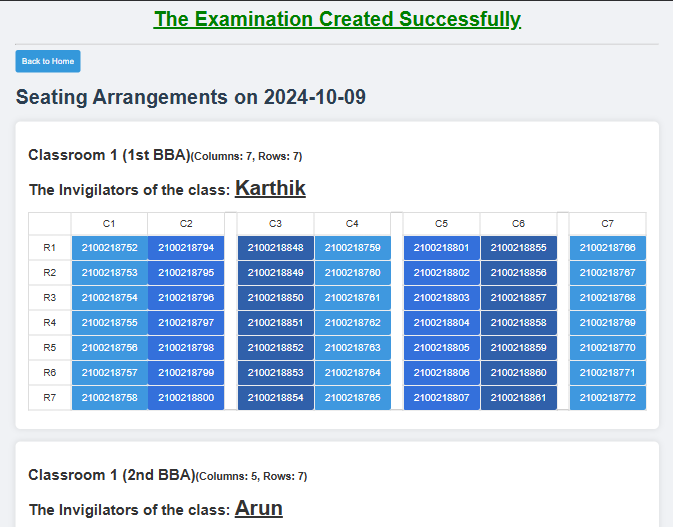 The Examination Created Successfully
Back to Home
Seating Arrangements on 2024-10-09
Classroom 1 (1st BBA)(Columns: 7, Rows: 7)
The Invigilators of the class: Karthik
C1 C2 C3 C4 C5 C6 C7
R1 2100218752 2100218794 2100218848 2100218759 2100218801 2100218855 2100218766
R2 2100218753 2100218795 2100218849 2100218760 2100218802 2100218856 2100218767
R3 2100218754 2100218796 2100218850 2100218761 2100218803 2100218857 2100218768
R4 2100218755 2100218797 2100218851 2100218762 2100218804 2100218858 2100218769
R5 2100218756 2100218798 2100218852 2100218763 2100218805 2100218859 2100218770
R6 2100218757 2100218799 2100218853 2100218764 2100218806 2100218860 2100218771
R7 2100218758 2100218800 2100218854 2100218765 2100218807 2100218861 2100218772
Classroom 1 (2nd BBA)(Columns: 5, Rows: 7)
The Invigilators of the class: Arun